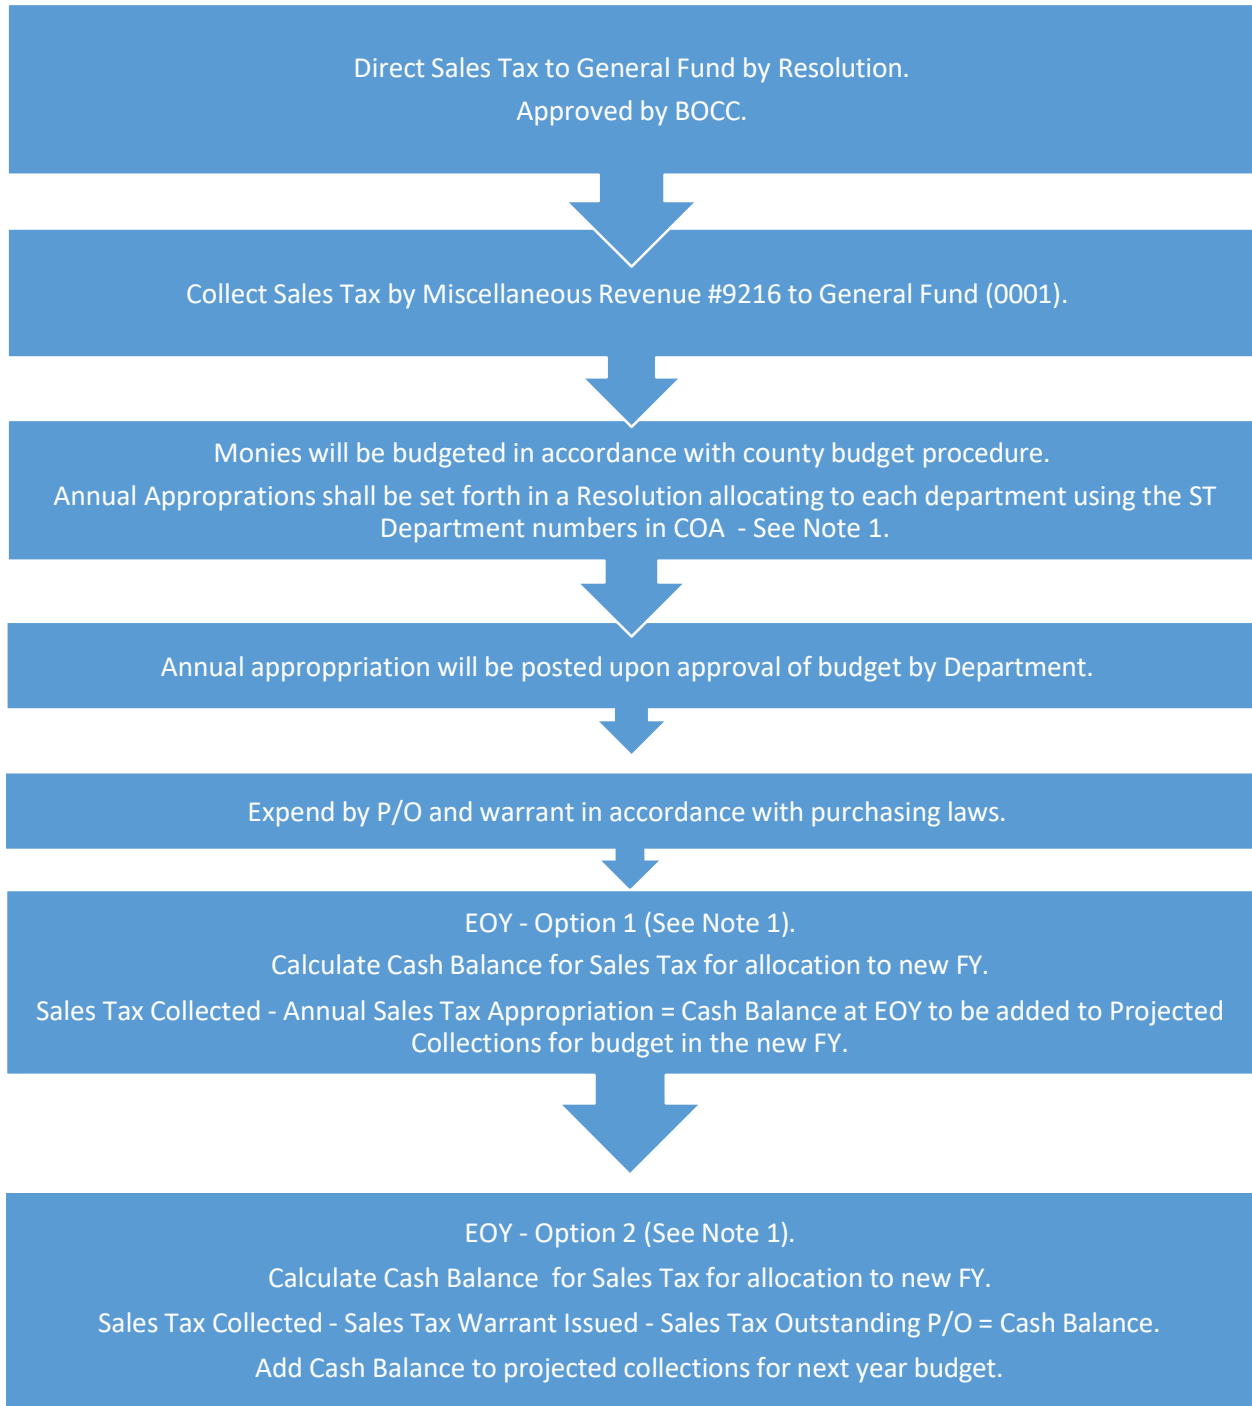 Direct Sales Tax to General Fund by Resolution.
Approved by BOCC.
Collect Sales Tax by Miscellaneous Revenue #9216 to General Fund (0001).
Monies will be budgeted in accordance with county budget procedure.
Annual Approprations shall be set forth in a Resolution allocating to each department using the ST
Department numbers in COA - See Note 1.
Annual approppriation will be posted upon approval of budget by Department.
Expend by P/O and warrant in accordance with purchasing laws.
EOY - Option 1 (See Note 1).
Calculate Cash Balance for Sales Tax for allocation to new FY.
Sales Tax Collected - Annual Sales Tax Appropriation = Cash Balance at EOY to be added to Projected
Collections for budget in the new FY.
EOY - Option 2 (See Note 1).
Calculate Cash Balance for Sales Tax for allocation to new FY.
Sales Tax Collected - Sales Tax Warrant Issued - Sales Tax Outstanding P/O = Cash Balance.
Add Cash Balance to projected collections for next year budget.